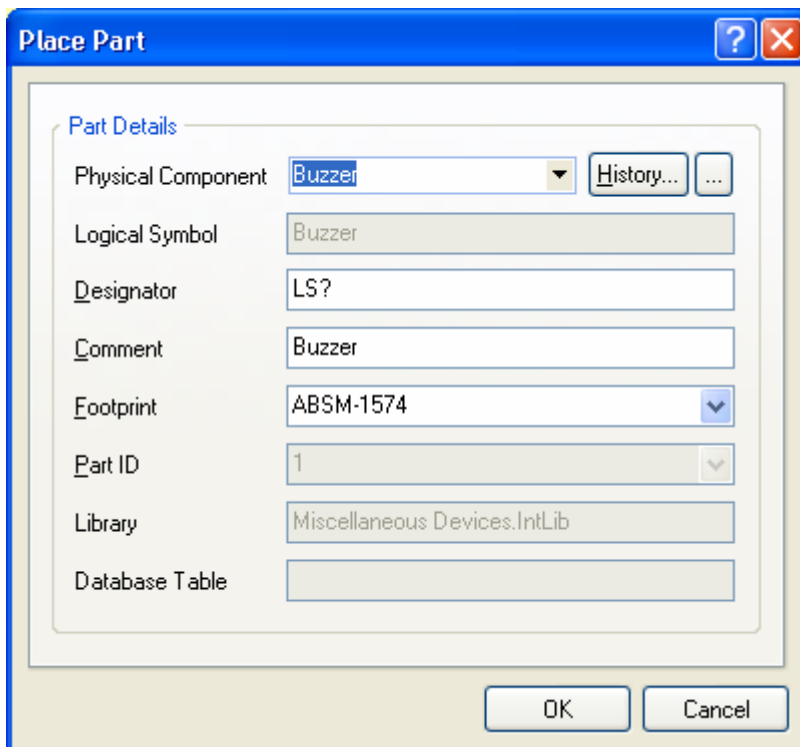 Place Part
Part Details
Physical Component Buzzer History... ...
Logical Symbol Buzzer
Designator LS?
Comment Buzzer
Footprint ABSM-1574
Part ID 1
Library Miscellaneous Devices.IntLib
Database Table
OK Cancel